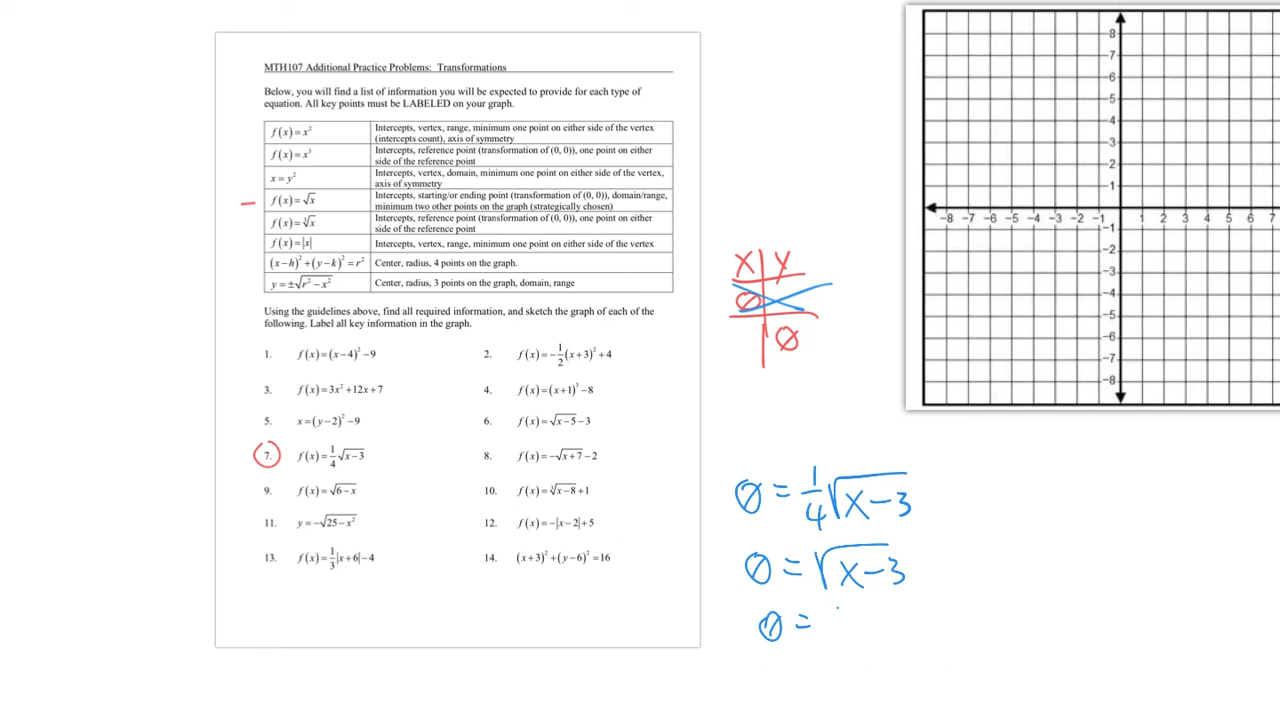 MTH107 Additional Practice Problems: Transformations
Below, you will find a list of information you will be expected to provide for each type of
equation. All key points must be LABELED on your graph.
f(x)=x² Intercepts, vertex, range, minimum one point on either side of the vertex
(intercepts count), axis of symmetry
f(x)=x³ Intercepts, reference point (transformation of (0, 0)), one point on either
side of the reference point
x=y² Intercepts, vertex, domain, minimum one point on either side of the vertex,
axis of symmetry
f(x)=√x Intercepts, starting/or ending point (transformation of (0, 0)), domain/range,
minimum two other points on the graph (strategically chosen)
f(x)=∛x Intercepts, reference point (transformation of (0, 0)), one point on either
side of the reference point
f(x)=|x| Intercepts, vertex, range, minimum one point on either side of the vertex
(x−h)²+(y−k)²=r² Center, radius, 4 points on the graph.
y=±√(r²−x²) Center, radius, 3 points on the graph, domain, range
Using the guidelines above, find all required information, and sketch the graph of each of the
following. Label all key information in the graph.
1. f(x)=(x−4)²−9 2. f(x)=−1/2(x+3)²+4
3. f(x)=3x²+12x+7 4. f(x)=(x+1)³−8
5. x=(y−2)²−9 6. f(x)=√(x−5)−3
7. f(x)=1/4√(x−3) 8. f(x)=−√(x+7)−2
9. f(x)=√(6−x) 10. f(x)=∛(x−8)+1
11. y=−√(25−x²) 12. f(x)=−|x−2|+5
13. f(x)=1/3|x+6|−4 14. (x+3)²+(y−6)²=16
X Y
0
0
0 = 1/4√(x−3)
0 = √(x−3)
0 =
8
7
6
5
4
3
2
1
−8 −7 −6 −5 −4 −3 −2 −1 1 2 3 4 5 6 7
−1
−2
−3
−4
−5
−6
−7
−8